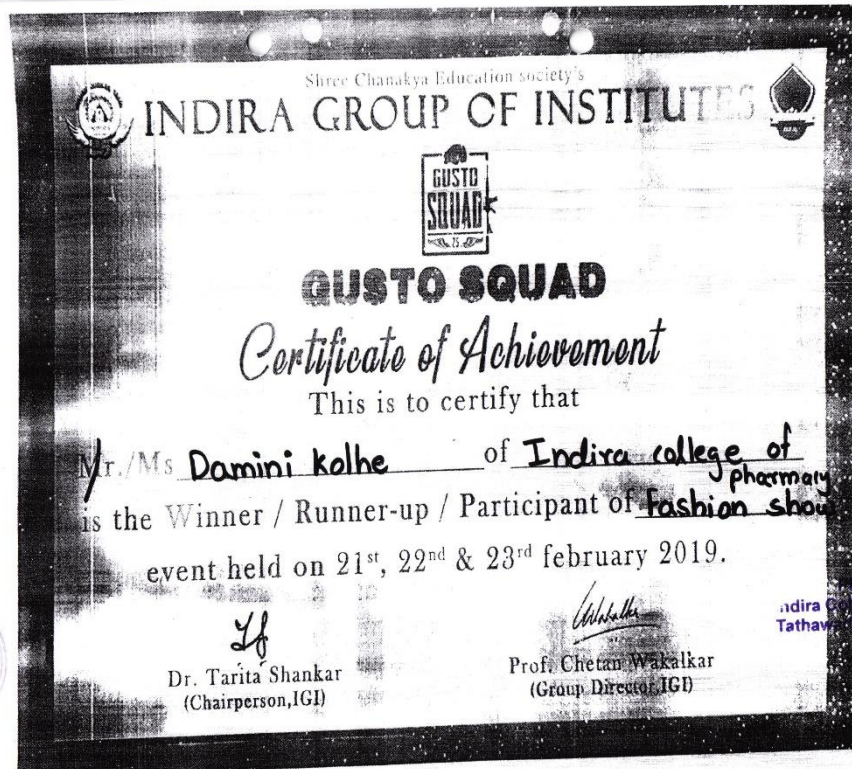 Shree Chanakya Education society's
INDIRA GROUP OF INSTITUTES
GUSTO
SQUAD
25
GUSTO SQUAD
Certificate of Achievement
This is to certify that
Mr./Ms Damini kolhe of Indira college of
pharmacy
is the Winner / Runner-up / Participant of Fashion show
event held on 21st, 22nd & 23rd february 2019.
Dr. Tarita Shankar
(Chairperson,IGI)
Prof. Chetan Wakalkar
(Group Director,IGI)
ndira Co
Tathaw